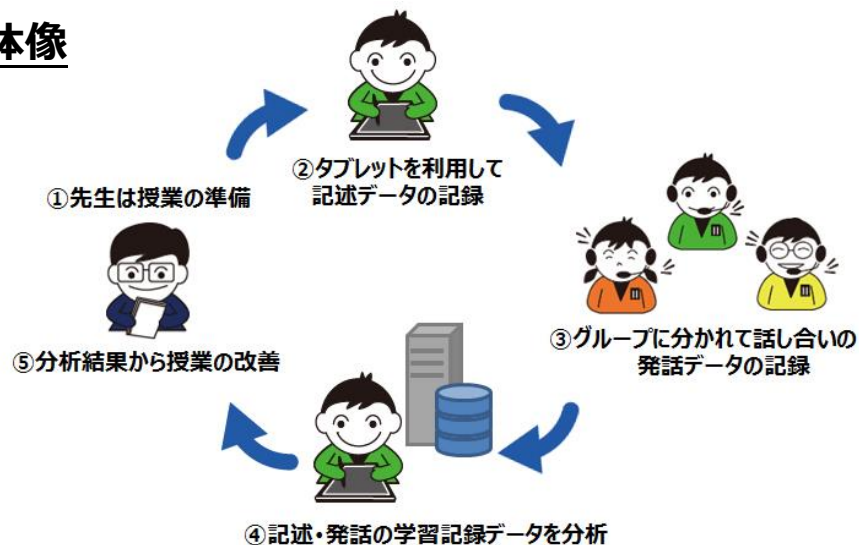 体像
①先生は授業の準備
②タブレットを利用して
記述データの記録
③グループに分かれて話し合いの
発話データの記録
④記述・発話の学習記録データを分析
⑤分析結果から授業の改善